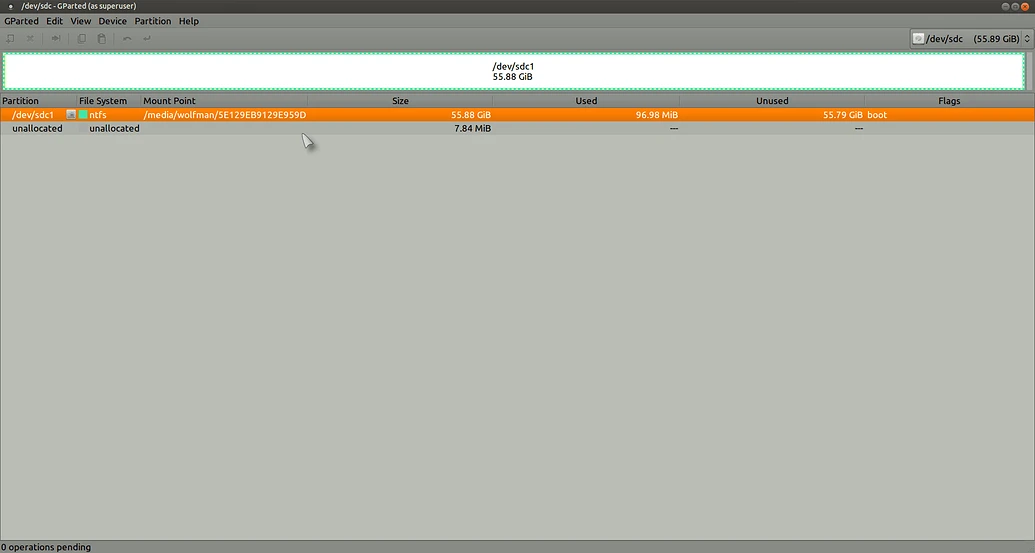 /dev/sdc - GParted (as superuser)
GParted Edit View Device Partition Help
/dev/sdc (55.89 GiB)
/dev/sdc1
55.88 GiB
Partition File System Mount Point Size Used Unused Flags
/dev/sdc1 ntfs /media/wolfman/5E129EB9129E959D 55.88 GiB 96.98 MiB 55.79 GiB boot
unallocated unallocated 7.84 MiB --- ---
0 operations pending